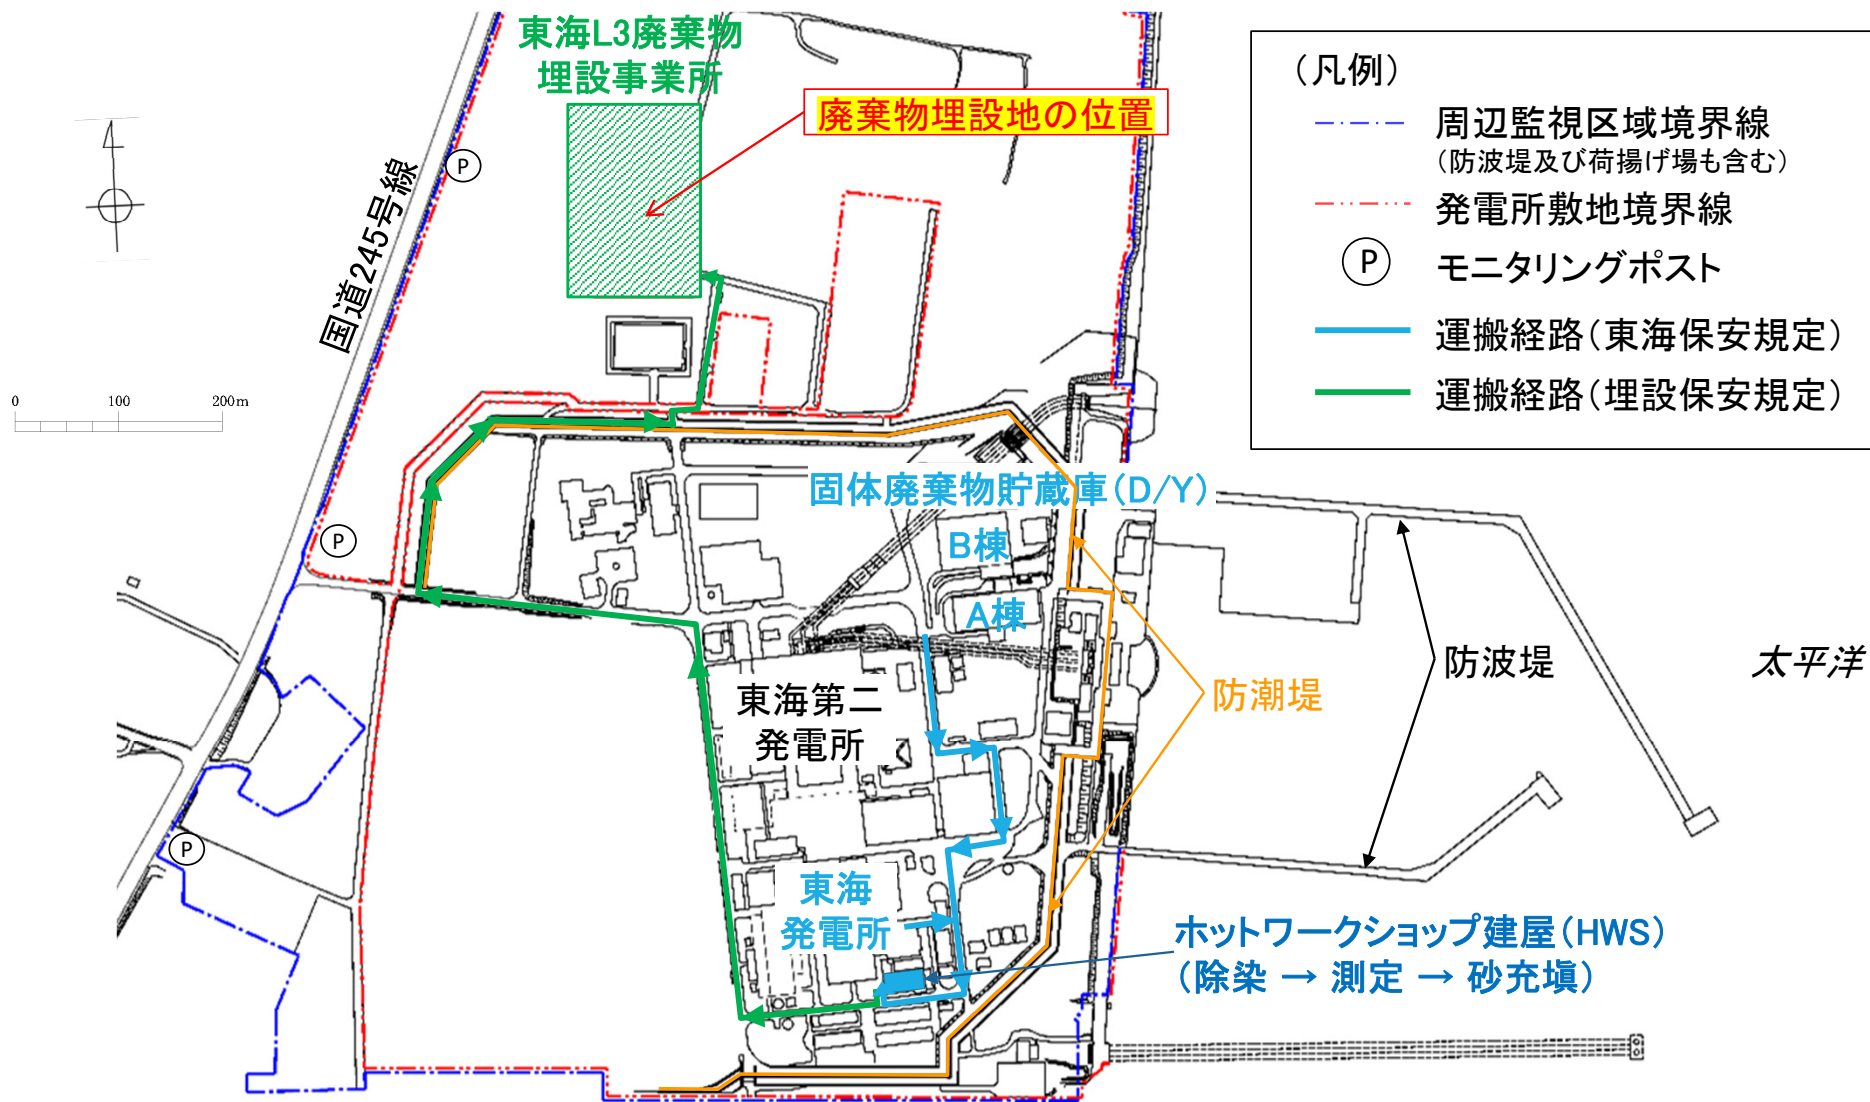 東海L3廃棄物
埋設事業所
廃棄物埋設地の位置
国道245号線
P
0 100 200m
(凡例)
周辺監視区域境界線
(防波堤及び荷揚げ場も含む)
発電所敷地境界線
P モニタリングポスト
運搬経路(東海保安規定)
運搬経路(埋設保安規定)
固体廃棄物貯蔵庫(D/Y)
B棟
A棟
P
東海第二
発電所
防潮堤
防波堤
太平洋
P
東海
発電所
ホットワークショップ建屋(HWS)
(除染 → 測定 → 砂充塡)